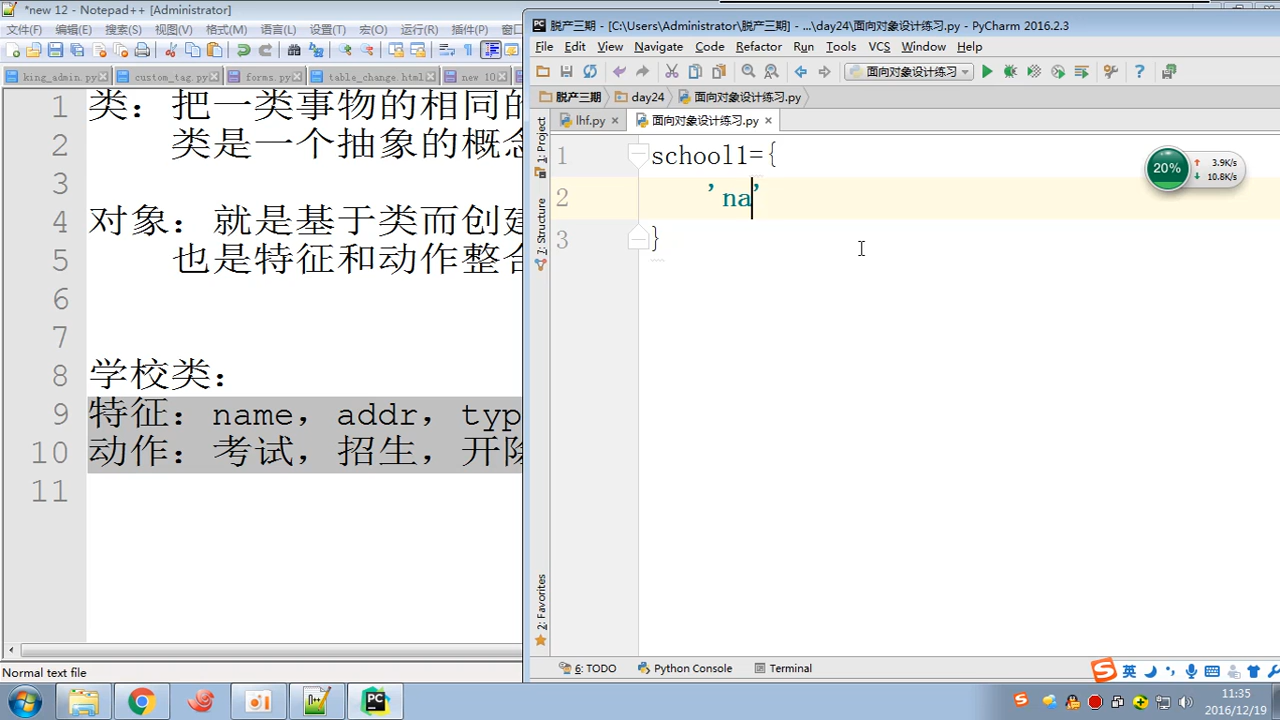 *new 12 - Notepad++ [Administrator]
文件(F) 编辑(E) 搜索(S) 视图(V) 格式(M) 语言(L) 设置(T) 宏(O) 运行(R) 插件(P) 窗口
king_admin.py custom_tag.py forms.py table_change.html new 10
1 类：把一类事物的相同的
2 类是一个抽象的概念
3
4 对象：就是基于类而创建
5 也是特征和动作整合
6
7
8 学校类：
9 特征：name，addr，typ
10 动作：考试，招生，开除
11
Normal text file
脱产三期 - [C:\Users\Administrator\脱产三期] - ...\day24\面向对象设计练习.py - PyCharm 2016.2.3
File Edit View Navigate Code Refactor Run Tools VCS Window Help
面向对象设计练习
脱产三期 day24 面向对象设计练习.py
lhf.py 面向对象设计练习.py
1: Project
7: Structure
2: Favorites
1 school1={
2 'na'
3 }
20% 3.9K/s
10.8K/s
6: TODO Python Console Terminal
英
11:35
2016/12/19